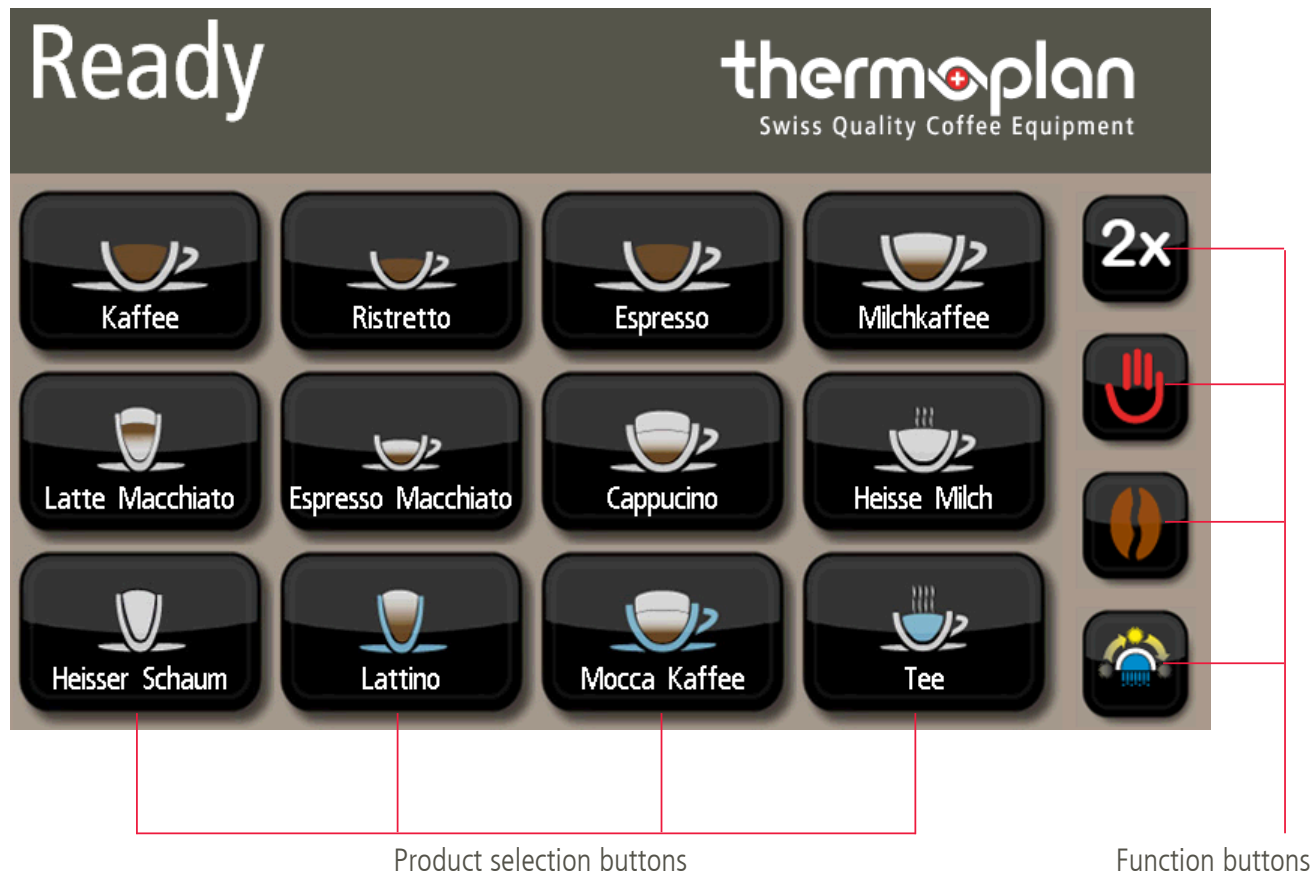 Ready
thermoplan
Swiss Quality Coffee Equipment
Kaffee
Ristretto
Espresso
Milchkaffee
2x
Latte Macchiato
Espresso Macchiato
Cappucino
Heisse Milch
Heisser Schaum
Lattino
Mocca Kaffee
Tee
Product selection buttons
Function buttons